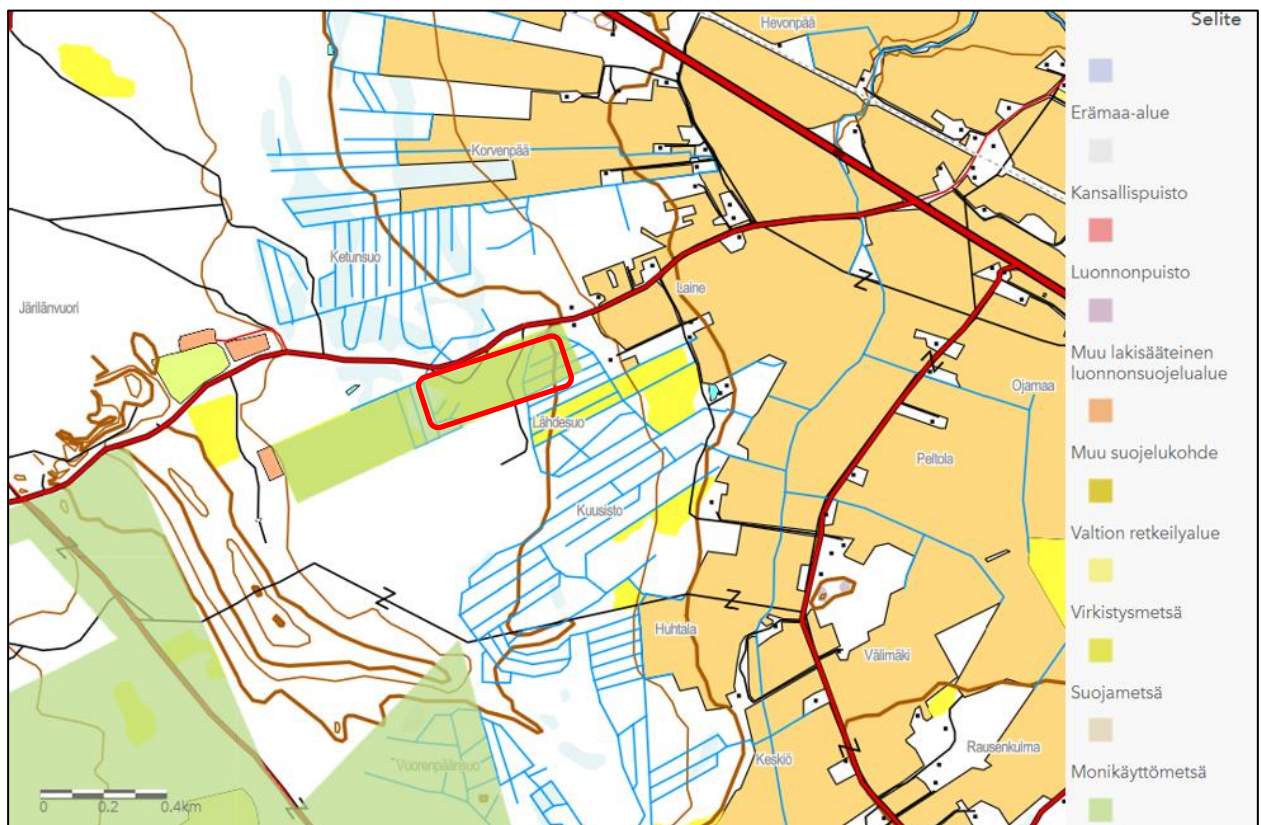 Selite
Hevonpää
Erämaa-alue
Korvenpää
Kansallispuisto
Ketunsuo
Luonnonpuisto
Laine
Järilänvuori
Muu lakisääteinen
luonnonsuojelualue
Ojamaa
Lähdesuo
Muu suojelukohde
Peltola
Kuusisto
Valtion retkeilyalue
Virkistysmetsä
Huhtala
Välimäki
Suojametsä
Rausenkulma
Keskiö
Vuorenpäänsuo
Monikäyttömetsä
0 0.2 0.4km